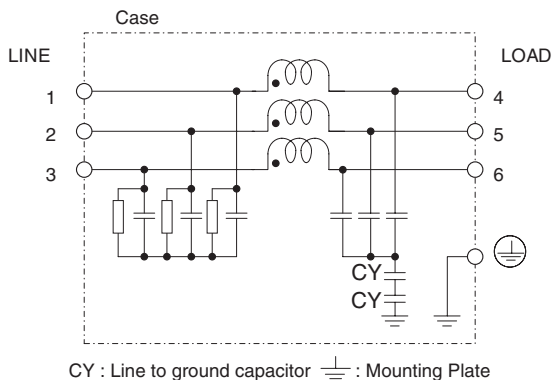 Case
LINE
LOAD
1
4
2
5
3
6
CY
CY
CY : Line to ground capacitor : Mounting Plate